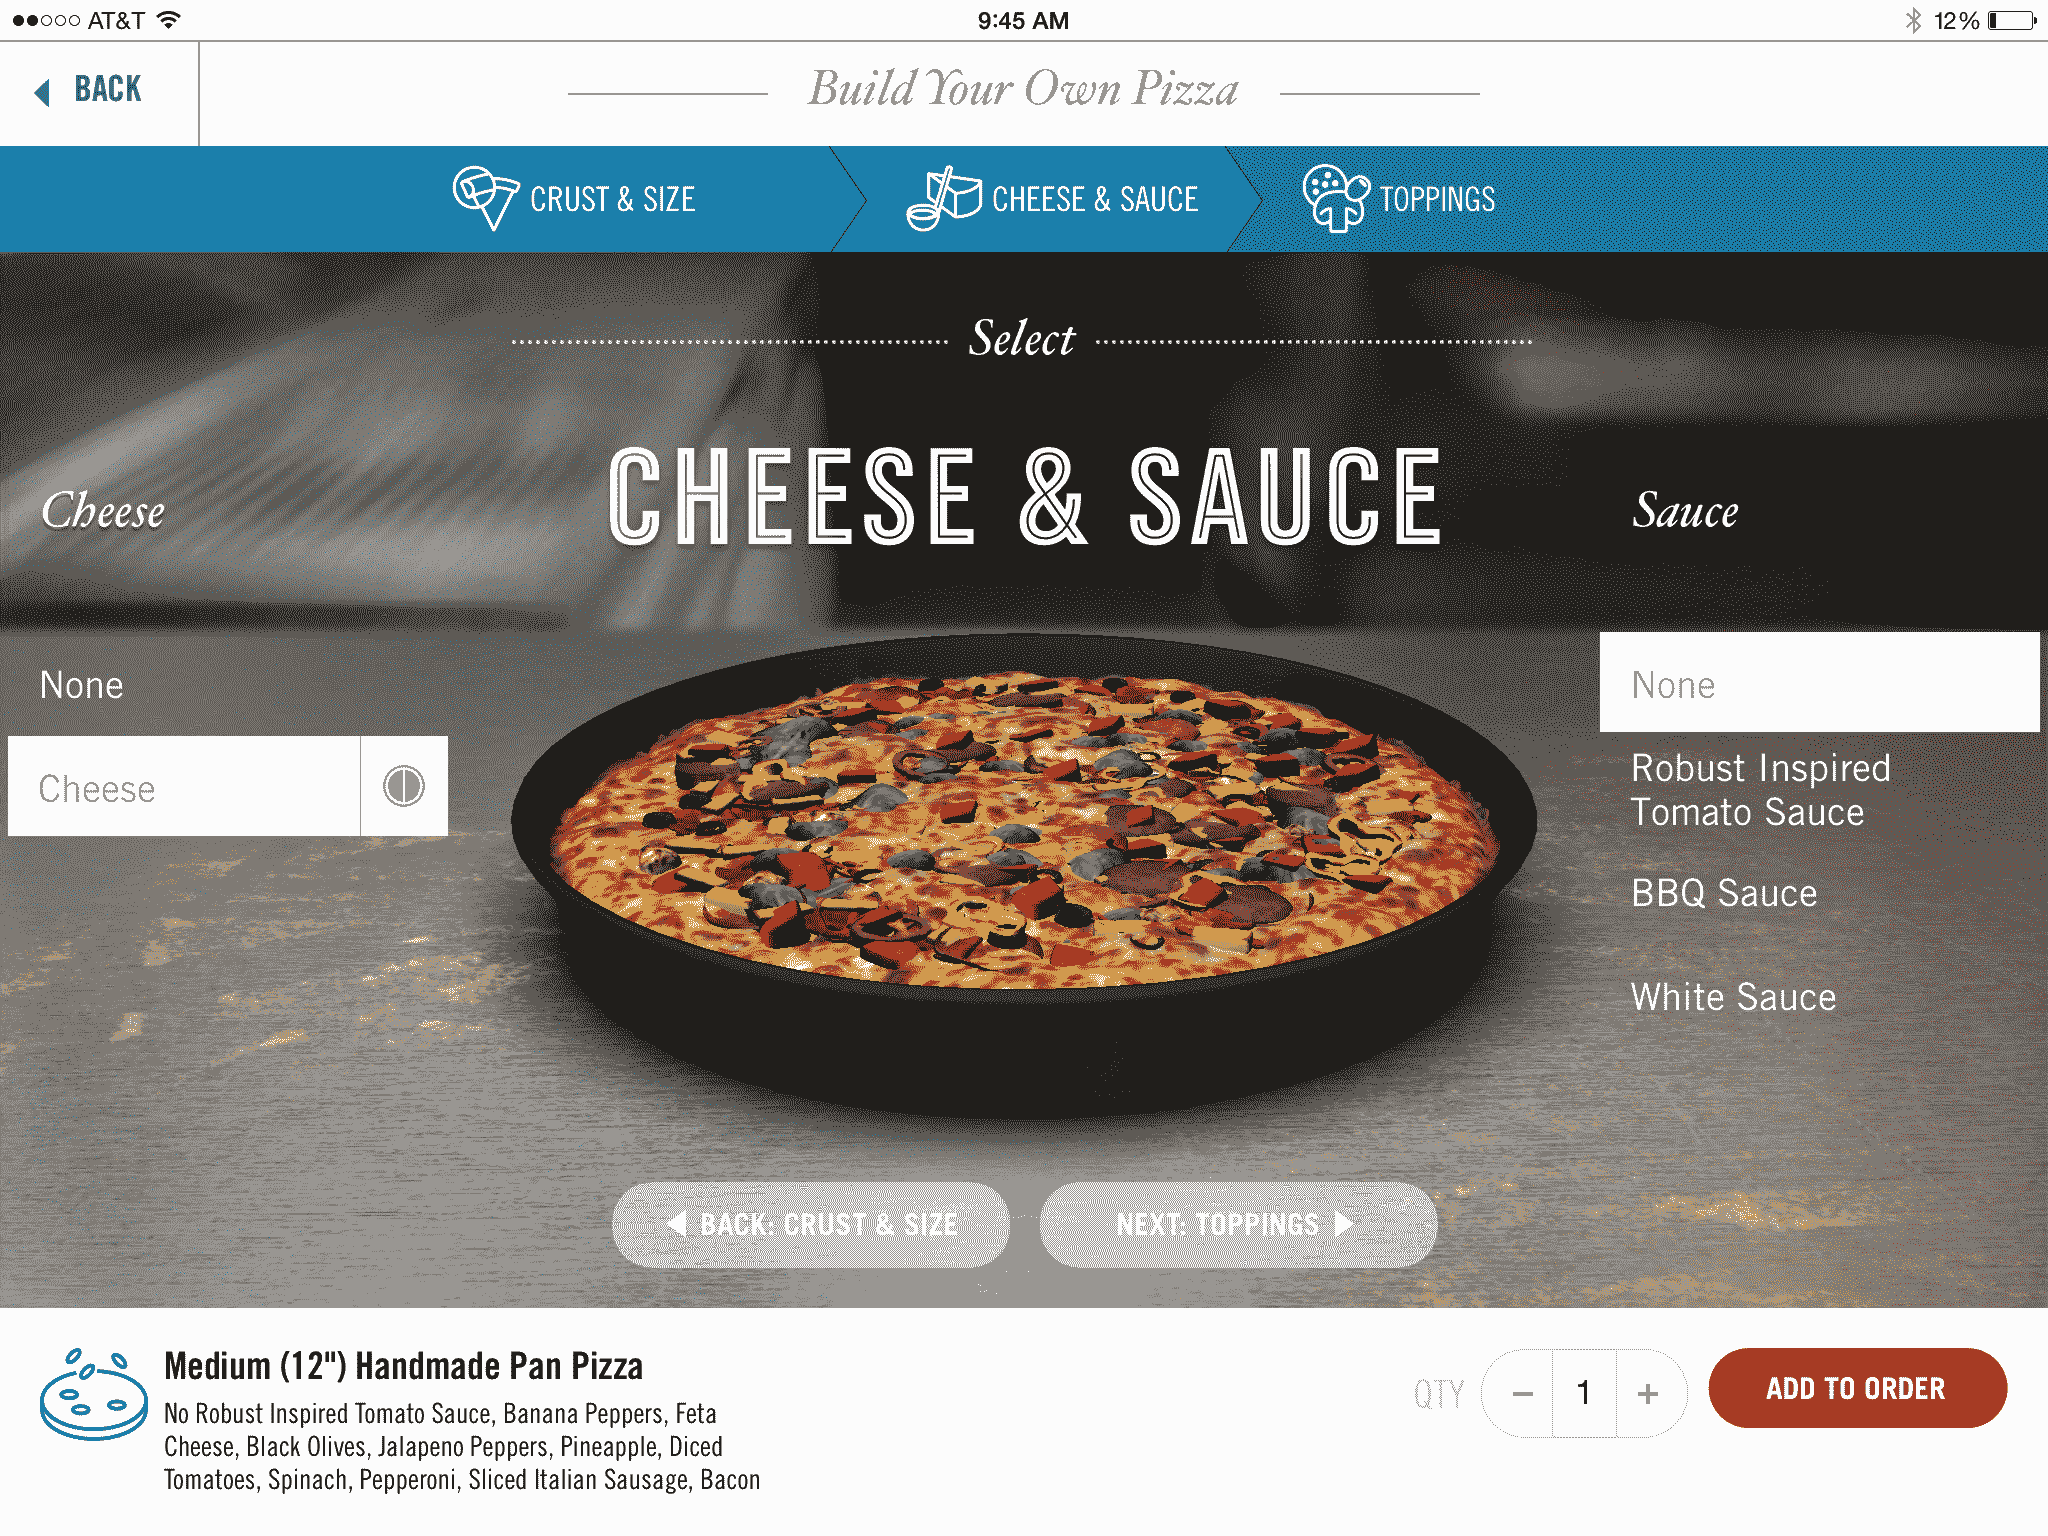 AT&T
9:45 AM
12%
BACK
Build Your Own Pizza
CRUST & SIZE
CHEESE & SAUCE
TOPPINGS
Select
CHEESE & SAUCE
Cheese
Sauce
None
None
Cheese
Robust Inspired
Tomato Sauce
BBQ Sauce
White Sauce
BACK: CRUST & SIZE
NEXT: TOPPINGS
Medium (12") Handmade Pan Pizza
No Robust Inspired Tomato Sauce, Banana Peppers, Feta
Cheese, Black Olives, Jalapeno Peppers, Pineapple, Diced
Tomatoes, Spinach, Pepperoni, Sliced Italian Sausage, Bacon
QTY
1
ADD TO ORDER